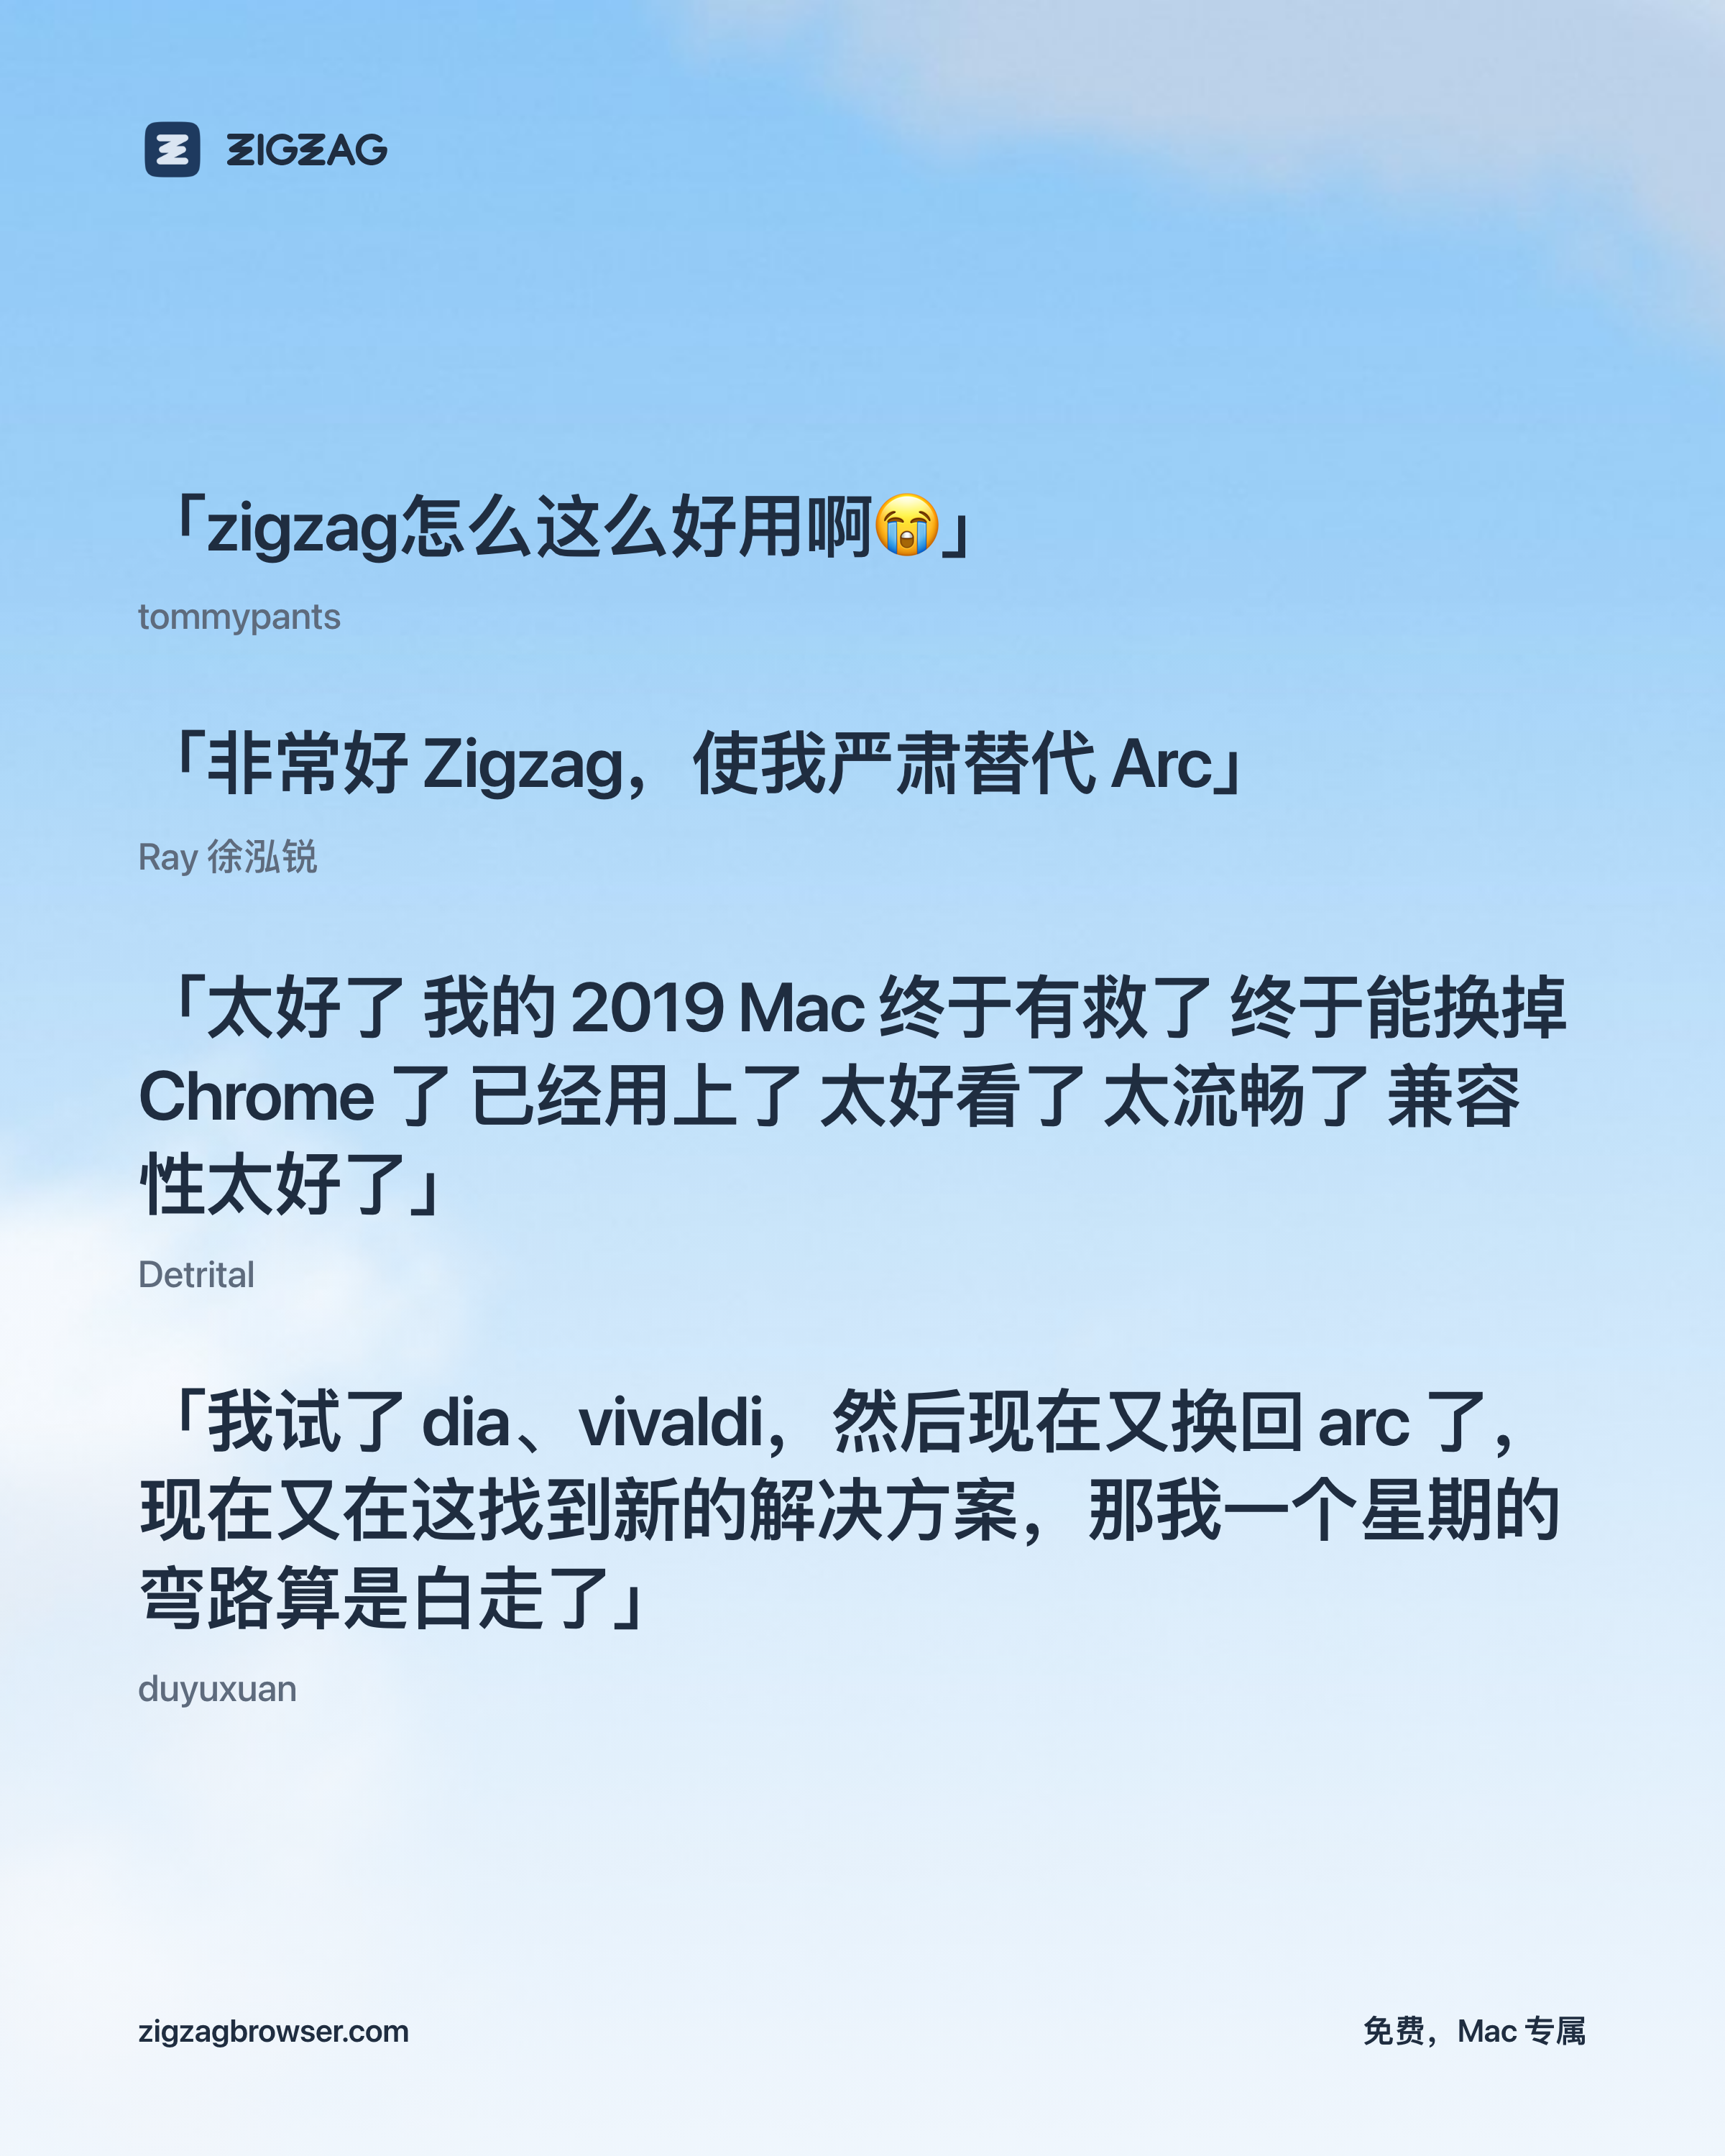 ZIGZAG
「zigzag怎么这么好用啊😭」
tommypants
「非常好 Zigzag，使我严肃替代 Arc」
Ray 徐泓锐
「太好了 我的 2019 Mac 终于有救了 终于能换掉
Chrome 了 已经用上了 太好看了 太流畅了 兼容
性太好了」
Detrital
「我试了 dia、vivaldi，然后现在又换回 arc 了，
现在又在这找到新的解决方案，那我一个星期的
弯路算是白走了」
duyuxuan
zigzagbrowser.com
免费，Mac 专属